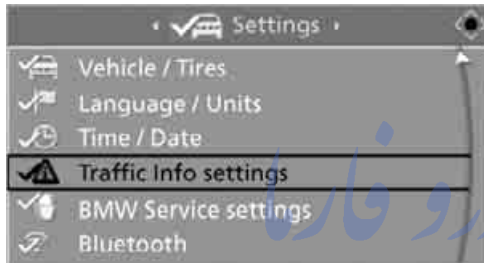 Settings
Vehicle / Tires
Language / Units
Time / Date
Traffic Info settings
BMW Service settings
Bluetooth